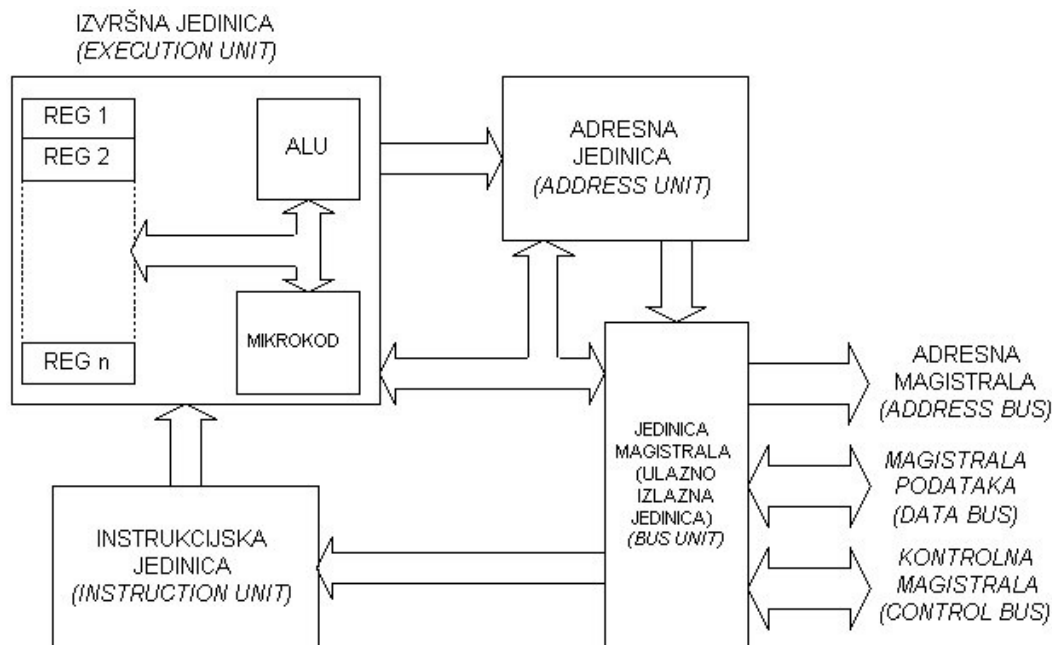 IZVRŠNA JEDINICA
(EXECUTION UNIT)
REG 1
REG 2
REG n
ALU
MIKROKOD
ADRESNA
JEDINICA
(ADDRESS UNIT)
JEDINICA
MAGISTRALA
(ULAZNO
IZLAZNA
JEDINICA)
(BUS UNIT)
ADRESNA
MAGISTRALA
(ADDRESS BUS)
MAGISTRALA
PODATAKA
(DATA BUS)
KONTROLNA
MAGISTRALA
(CONTROL BUS)
INSTRUKCIJSKA
JEDINICA
(INSTRUCTION UNIT)